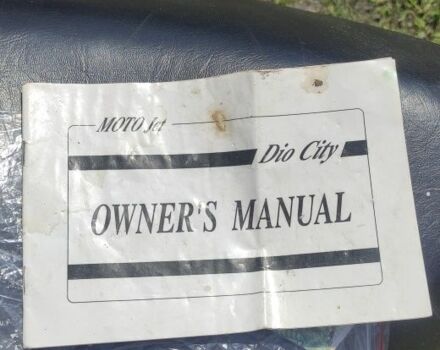 MOTO Jet
Dio City
OWNER'S MANUAL